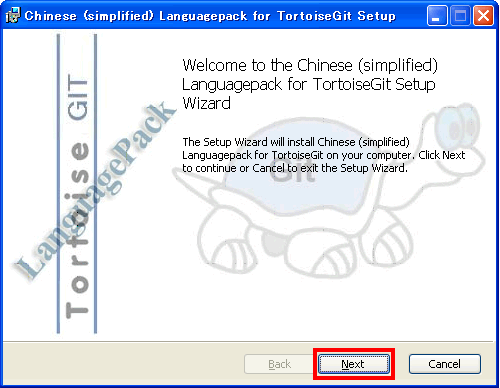 Chinese (simplified) Languagepack for TortoiseGit Setup
Welcome to the Chinese (simplified)
Languagepack for TortoiseGit Setup
Wizard
The Setup Wizard will install Chinese (simplified)
Languagepack for TortoiseGit on your computer. Click Next
to continue or Cancel to exit the Setup Wizard.
Tortoise GIT
LanguagePack
Git
Back
Next
Cancel